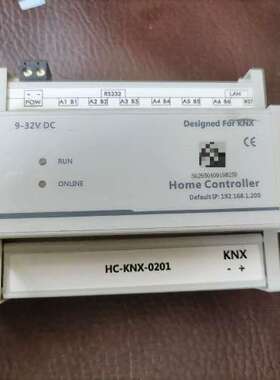 RS232 LAN
POW A1 B1 A2 B2 A3 B3 A4 B4 A5 B5 A6 B6 RST
9-32V DC Designed For KNX
CE
RUN
ONLINE
Home Controller
Default IP: 192.168.1.200
HC-KNX-0201
KNX
- +